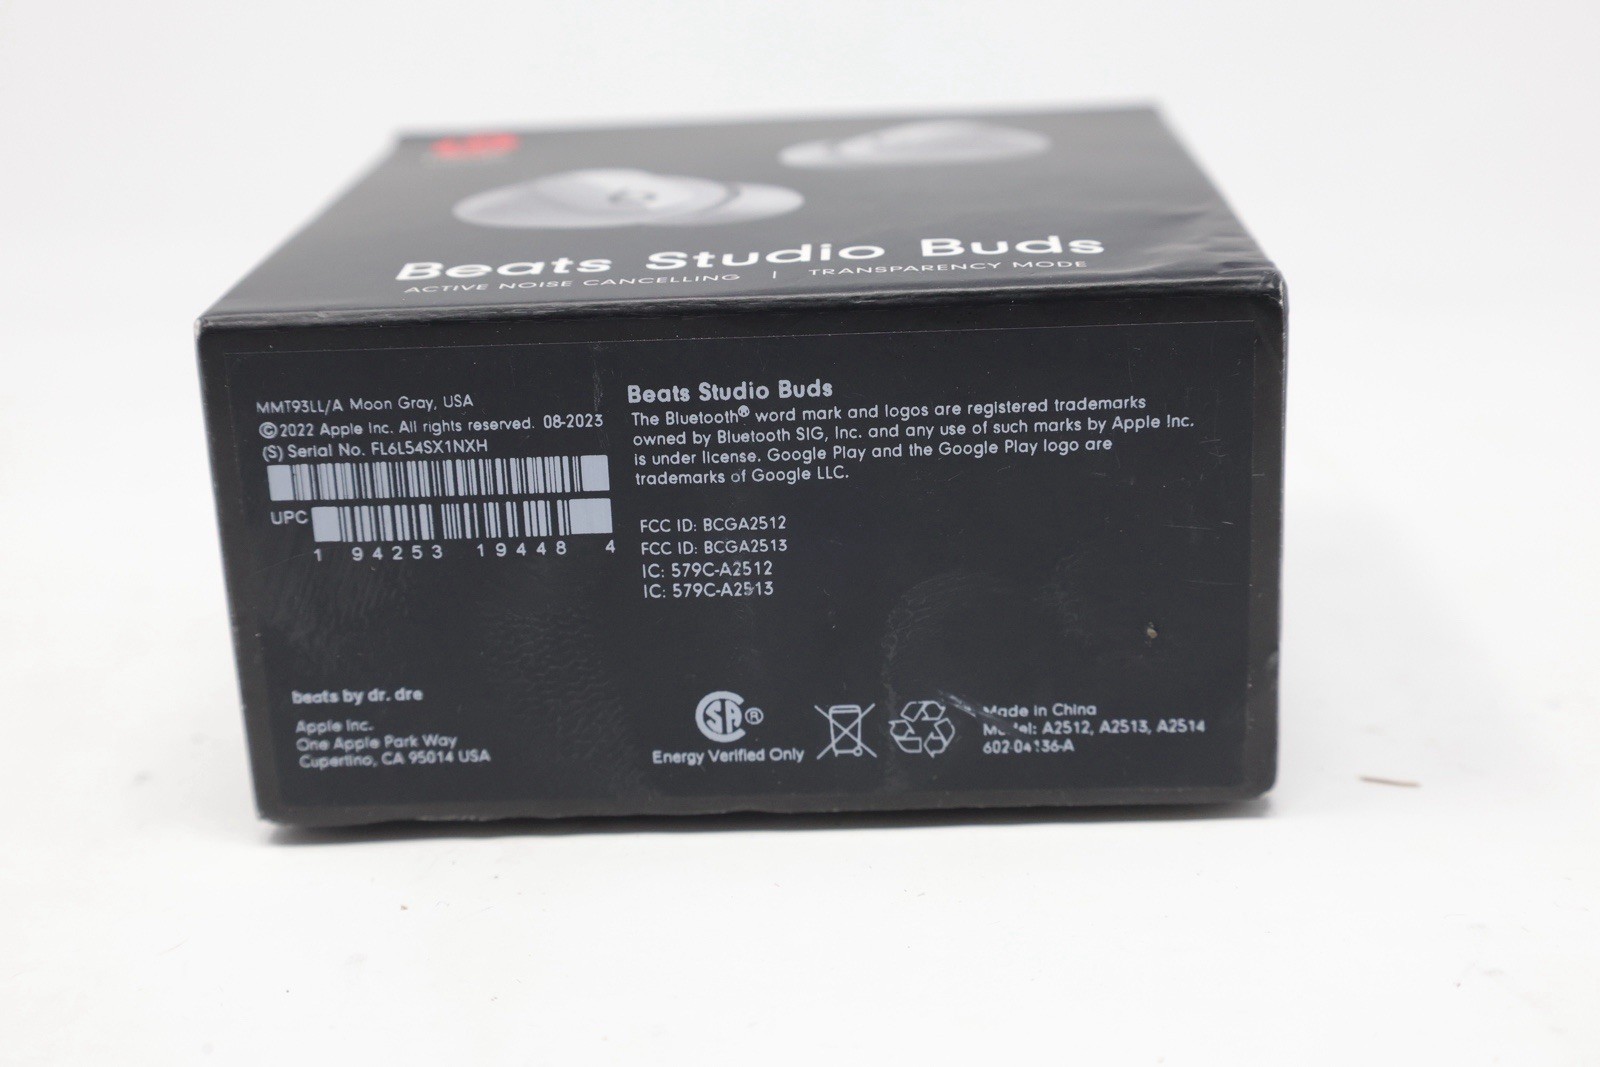 Beats Studio Buds
ACTIVE NOISE CANCELLING | TRANSPARENCY MODE
MMT93LL/A Moon Gray, USA
©2022 Apple Inc. All rights reserved. 08-2023
(S) Serial No. FL6L54SX1NXH
UPC
1 94253 19448 4
Beats Studio Buds
The Bluetooth® word mark and logos are registered trademarks
owned by Bluetooth SIG, Inc. and any use of such marks by Apple Inc.
is under license. Google Play and the Google Play logo are
trademarks of Google LLC.
FCC ID: BCGA2512
FCC ID: BCGA2513
IC: 579C-A2512
IC: 579C-A2513
beats by dr. dre
Apple Inc.
One Apple Park Way
Cupertino, CA 95014 USA
SA ®
Energy Verified Only
Made in China
Model: A2512, A2513, A2514
602-04136-A